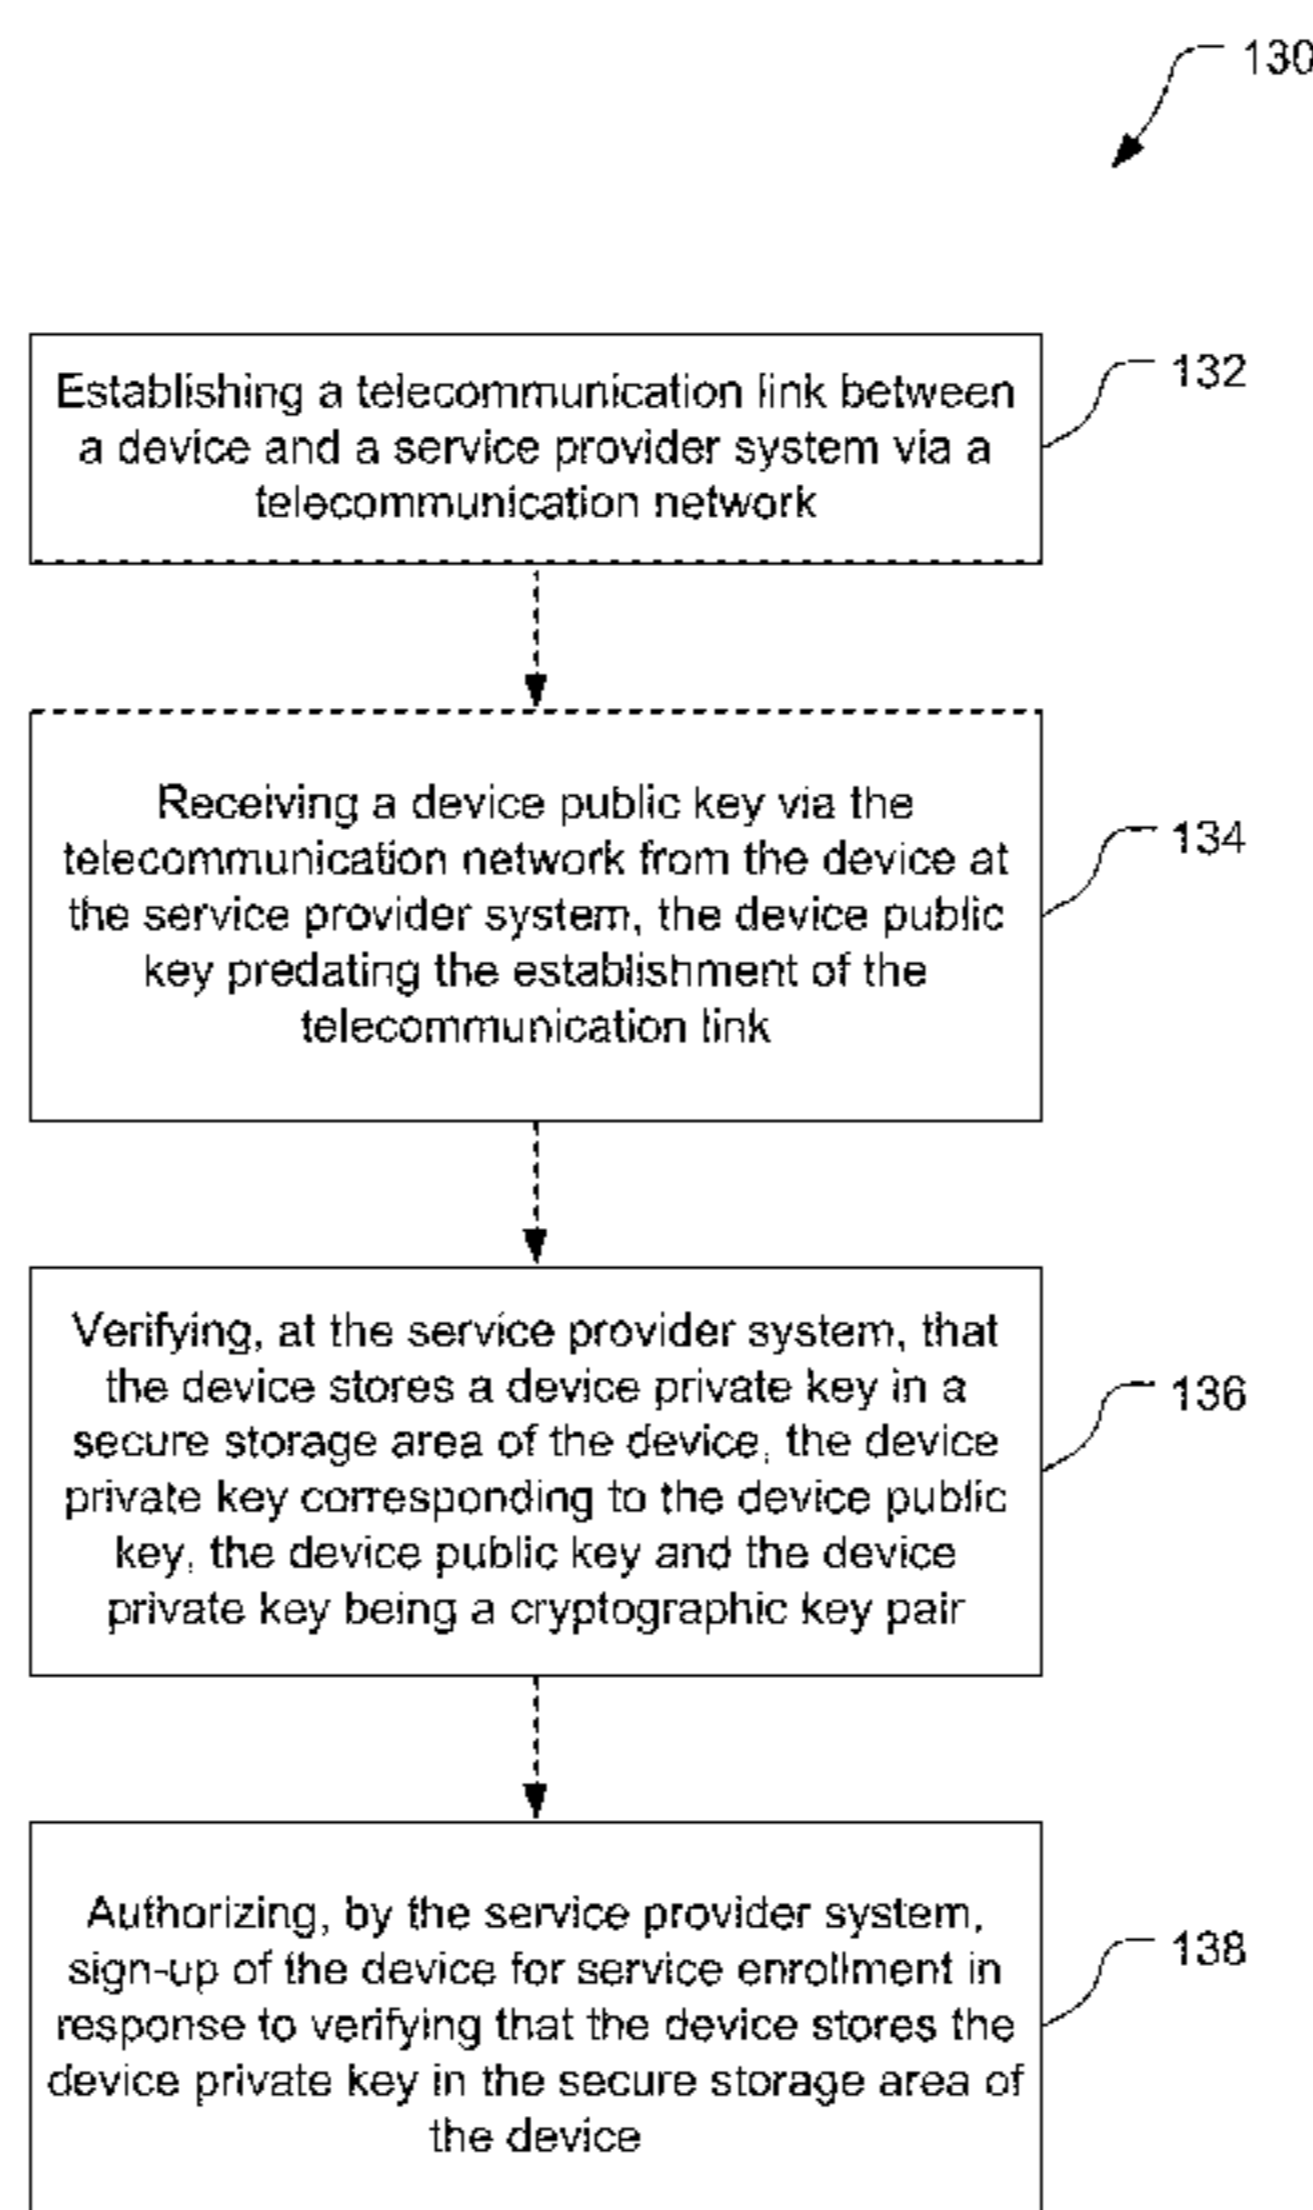 130
Establishing a telecommunication link between
a device and a service provider system via a
telecommunication network
132
Receiving a device public key via the
telecommunication network from the device at
the service provider system, the device public
key predating the establishment of the
telecommunication link
134
Verifying, at the service provider system, that
the device stores a device private key in a
secure storage area of the device, the device
private key corresponding to the device public
key, the device public key and the device
private key being a cryptographic key pair
136
Authorizing, by the service provider system,
sign-up of the device for service enrollment in
response to verifying that the device stores the
device private key in the secure storage area of
the device
138